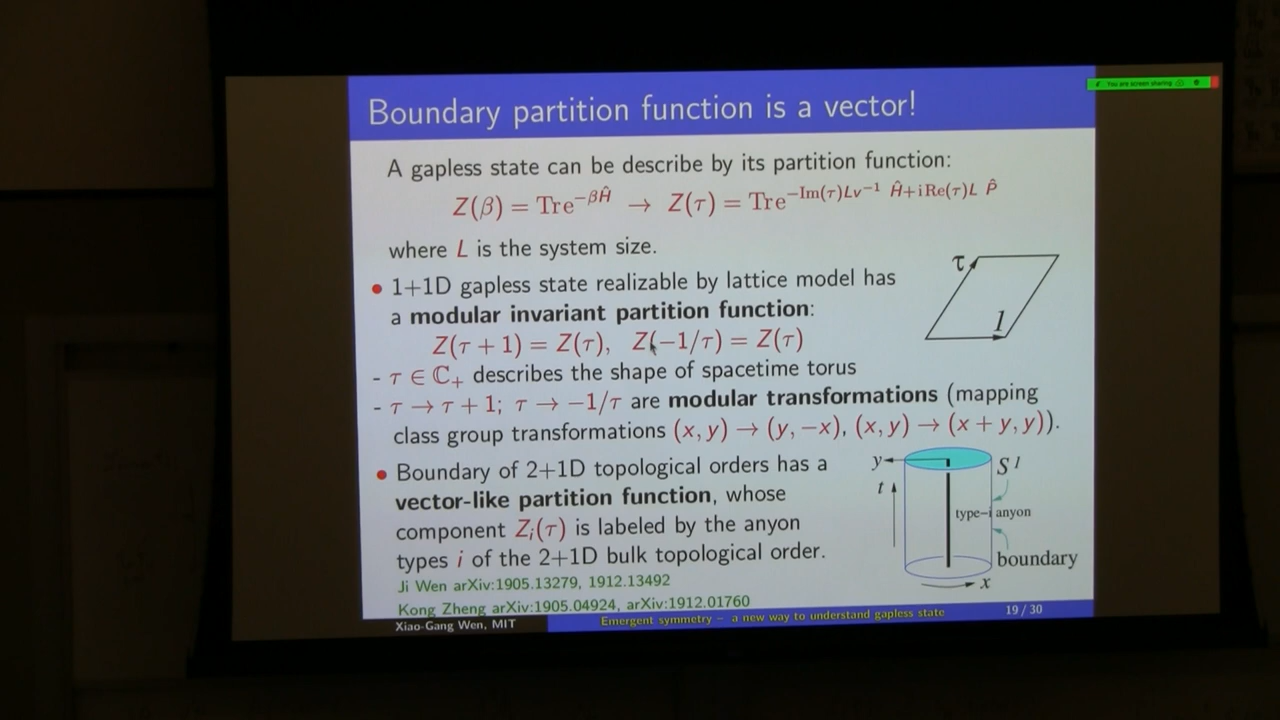 You are screen sharing
Boundary partition function is a vector!
A gapless state can be describe by its partition function:
Z(β) = Tre^{−βĤ} → Z(τ) = Tre^{−Im(τ)Lv^{−1} Ĥ+iRe(τ)L P̂}
where L is the system size.
• 1+1D gapless state realizable by lattice model has
a modular invariant partition function:
Z(τ + 1) = Z(τ), Z(−1/τ) = Z(τ)
- τ ∈ ℂ₊ describes the shape of spacetime torus
- τ → τ + 1; τ → −1/τ are modular transformations (mapping
class group transformations (x, y) → (y, −x), (x, y) → (x + y, y)).
τ
1
• Boundary of 2+1D topological orders has a
vector-like partition function, whose
component Z_i(τ) is labeled by the anyon
types i of the 2+1D bulk topological order.
y
S^1
t
type-i anyon
boundary
x
Ji Wen arXiv:1905.13279, 1912.13492
Kong Zheng arXiv:1905.04924, arXiv:1912.01760
Xiao-Gang Wen, MIT
Emergent symmetry – a new way to understand gapless state
19 / 30